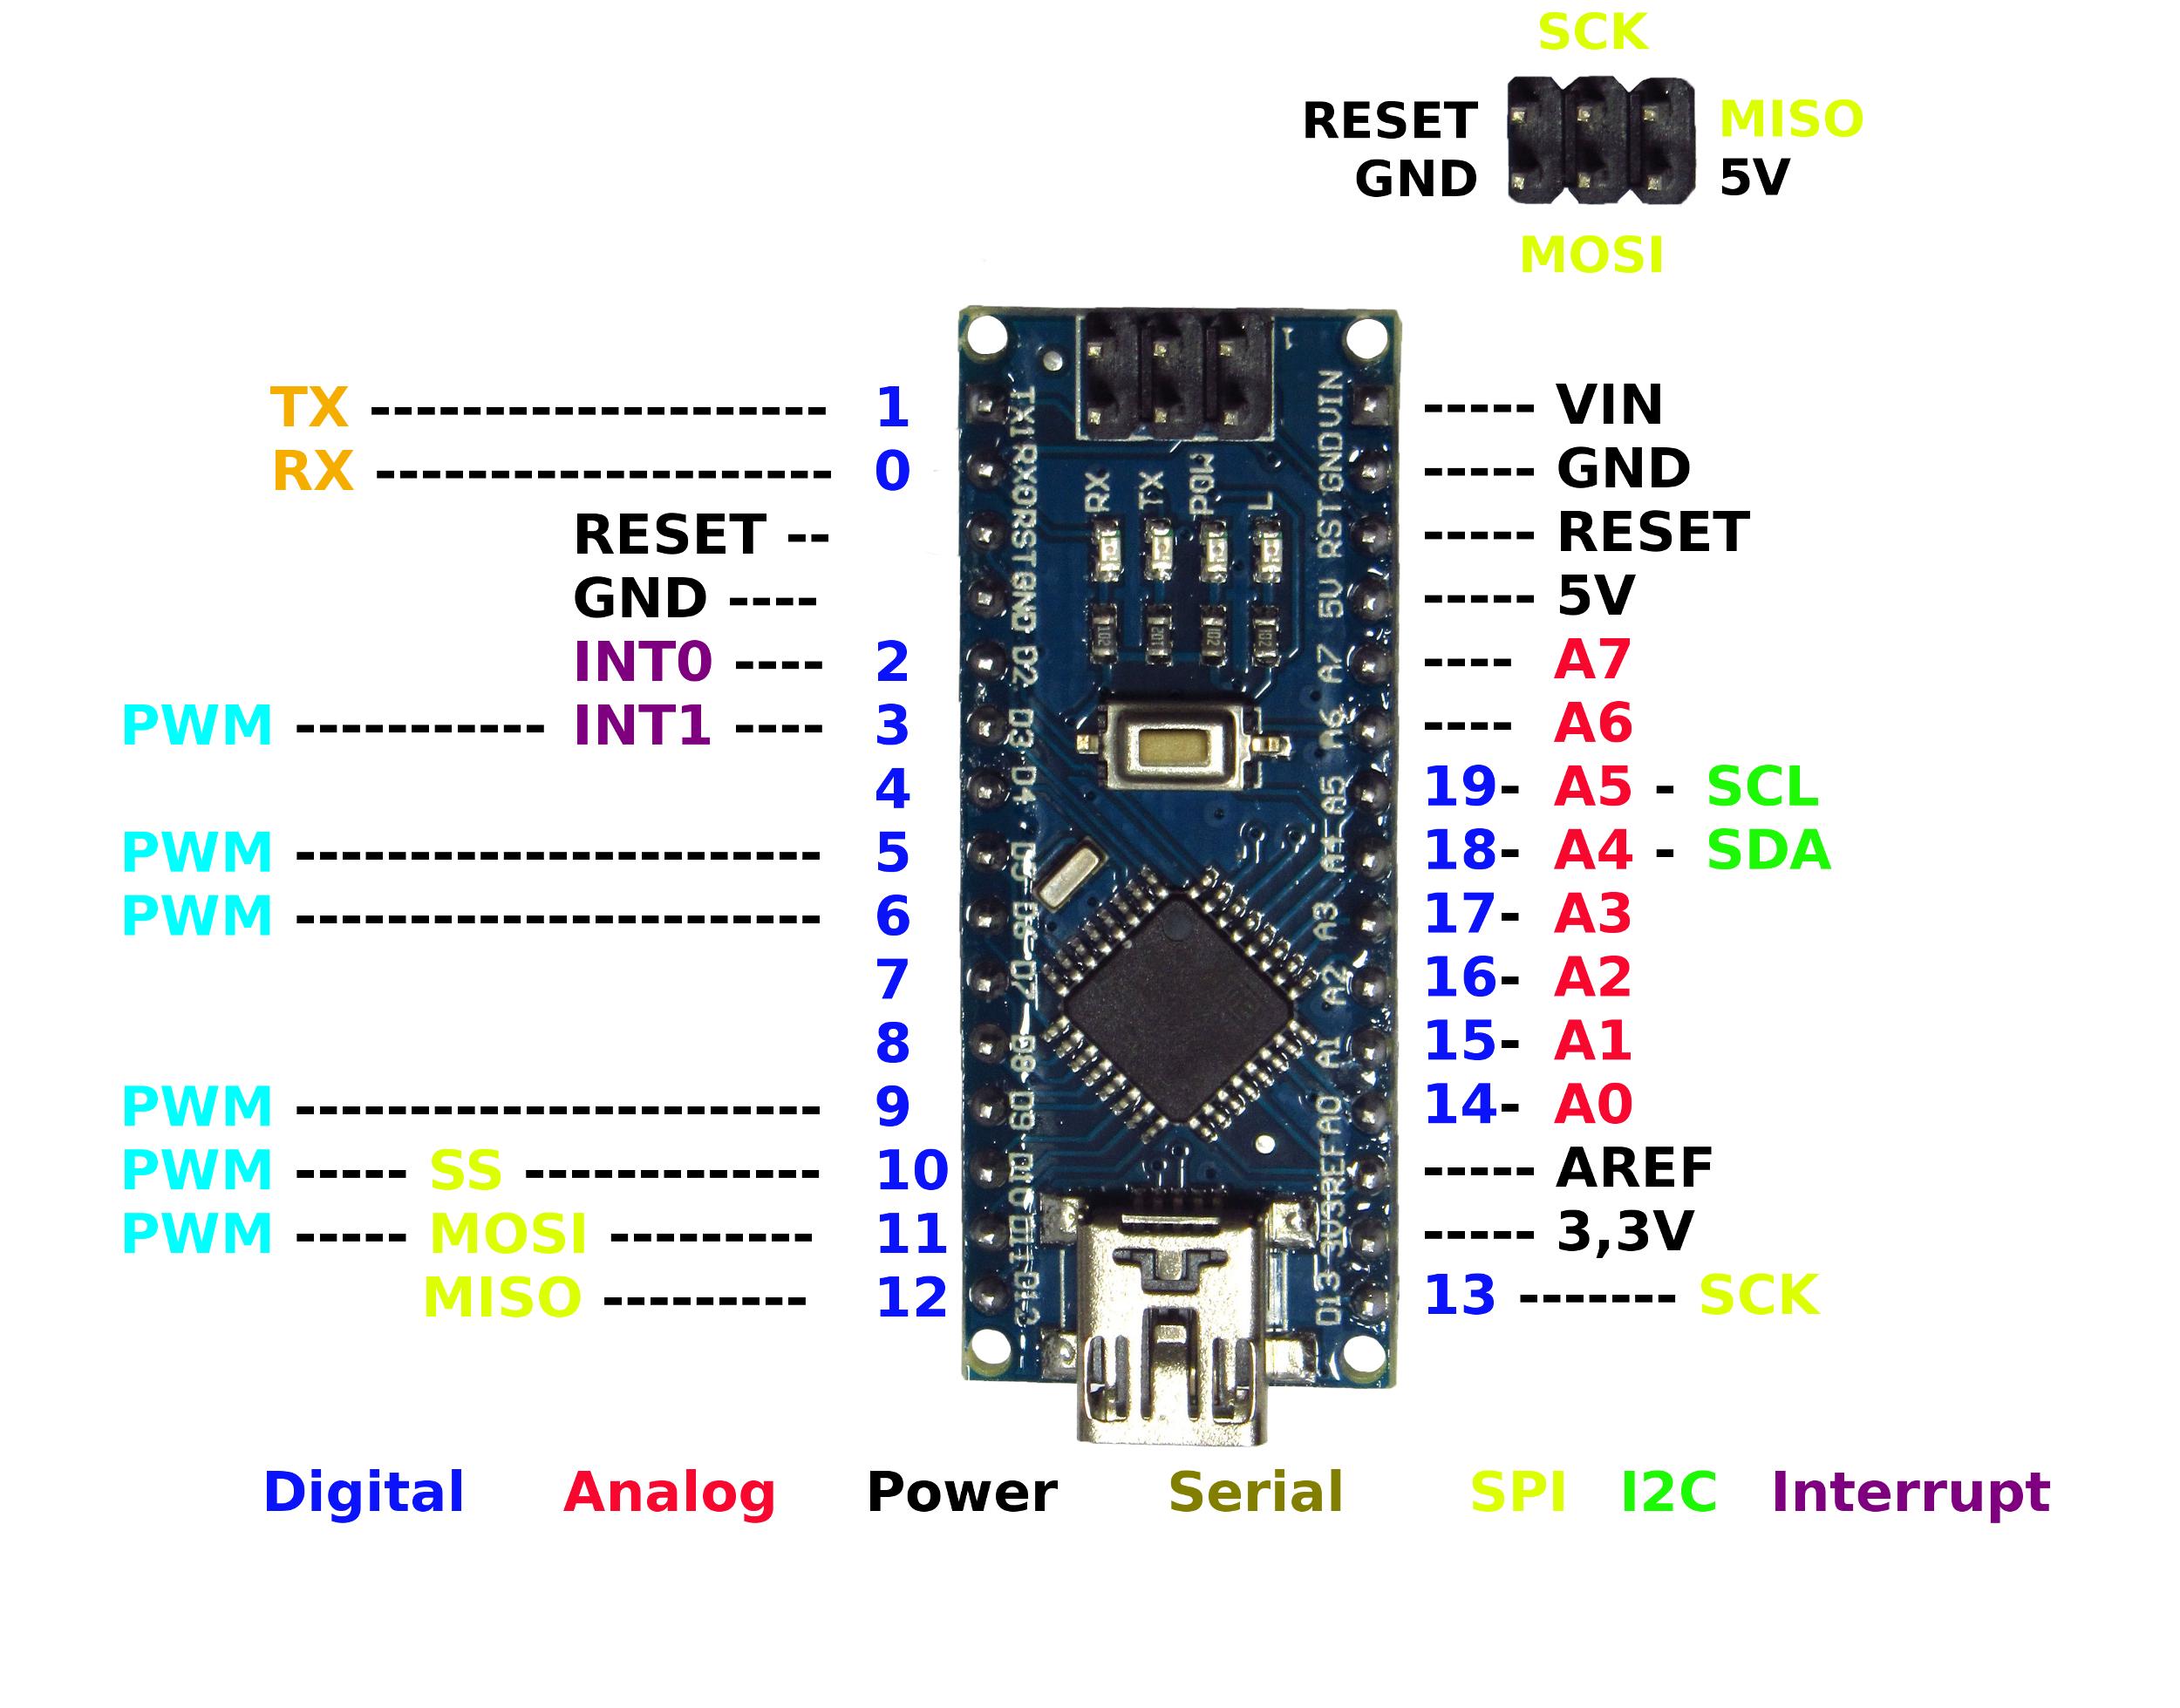 SCK
RESET MISO
GND 5V
MOSI
TX ------------------- 1 ----- VIN
RX ------------------- 0 ----- GND
RESET -- ----- RESET
GND ---- ----- 5V
INT0 ---- 2 ---- A7
PWM ----------- INT1 ---- 3 ---- A6
4 19- A5 - SCL
PWM ----------------------- 5 18- A4 - SDA
PWM ----------------------- 6 17- A3
7 16- A2
8 15- A1
PWM ----------------------- 9 14- A0
PWM ----- SS ------------- 10 ----- AREF
PWM ----- MOSI --------- 11 ----- 3,3V
MISO --------- 12 13 ------- SCK
TX1 RX0 RST GND D2 D3 D4 D5 D6 D7 D8 D9 D10 D11 D12
RX TX POW L
1
VIN GND RST 5V A7 A6 A5 A4 A3 A2 A1 A0 REF 3V3 D13
102 102 102 102
Digital Analog Power Serial SPI I2C Interrupt